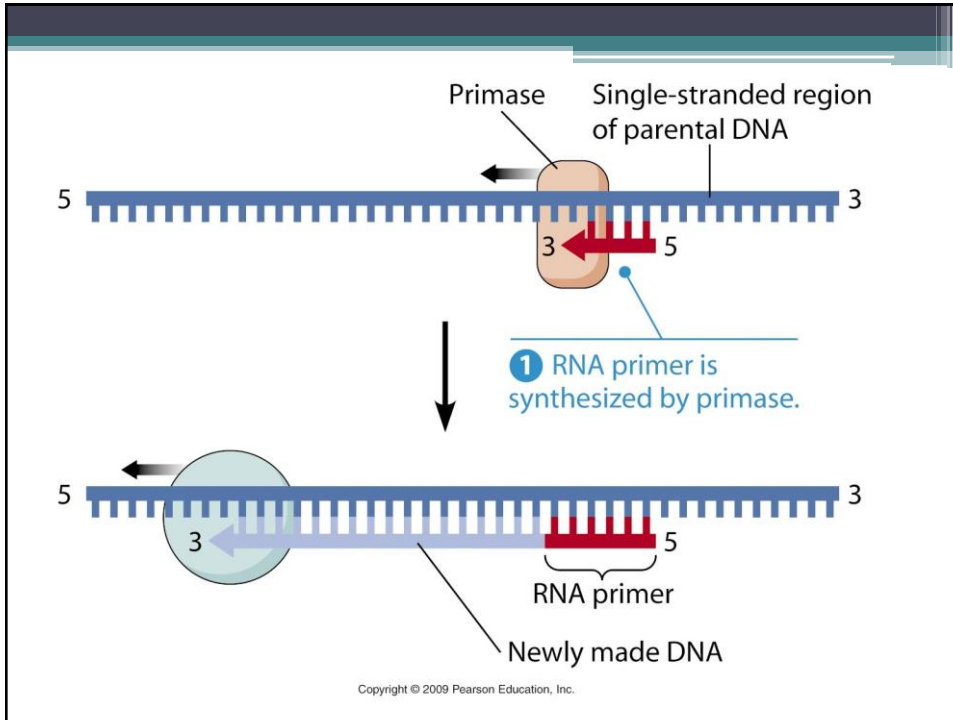 Primase
Single-stranded region
of parental DNA
5
3
3
5
1 RNA primer is
synthesized by primase.
5
3
3
5
RNA primer
Newly made DNA
Copyright © 2009 Pearson Education, Inc.